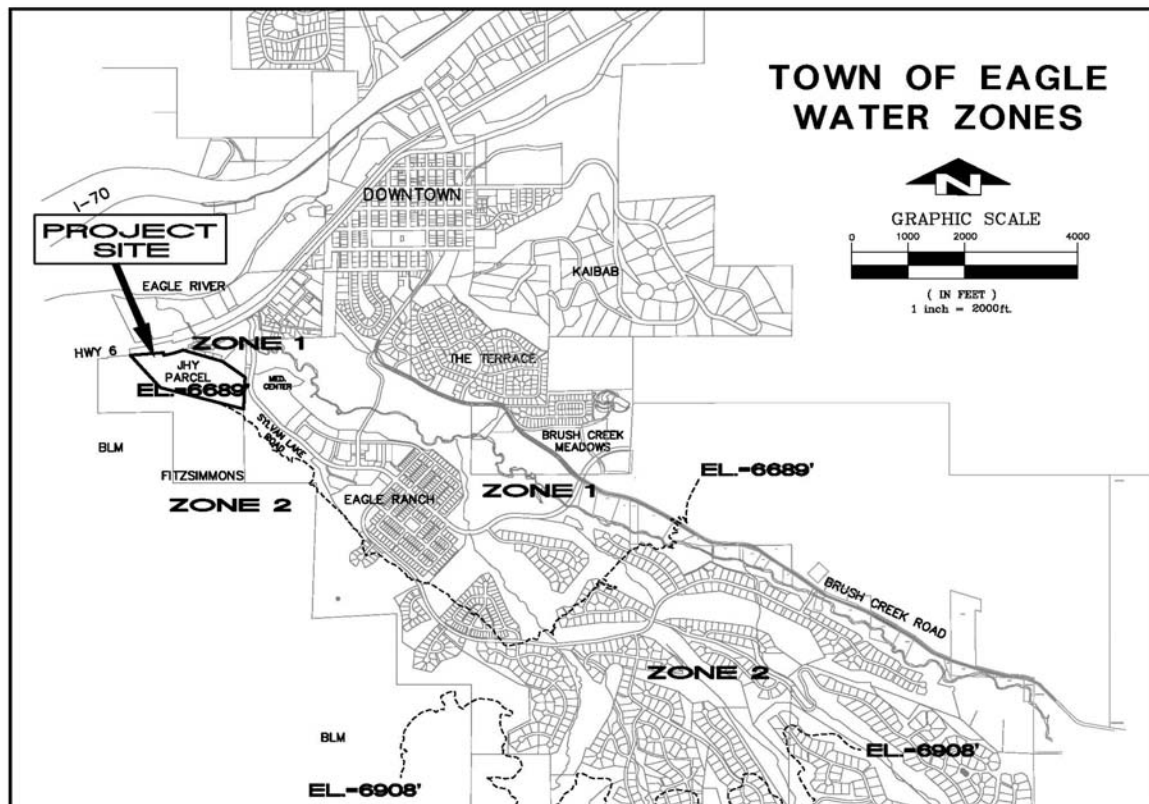 TOWN OF EAGLE
WATER ZONES
N
GRAPHIC SCALE
0 1000 2000 4000
( IN FEET )
1 inch = 2000ft.
I-70
DOWNTOWN
PROJECT
SITE
KAIBAB
EAGLE RIVER
HWY 6
ZONE 1
THE TERRACE
JHY
PARCEL
MED.
CENTER
EL.=6689'
SYLVAN LAKE
ROAD
BLM
BRUSH CREEK
MEADOWS
FITZSIMMONS
EL.=6689'
ZONE 2
EAGLE RANCH
ZONE 1
BRUSH CREEK ROAD
ZONE 2
BLM
EL.=6908'
EL.=6908'